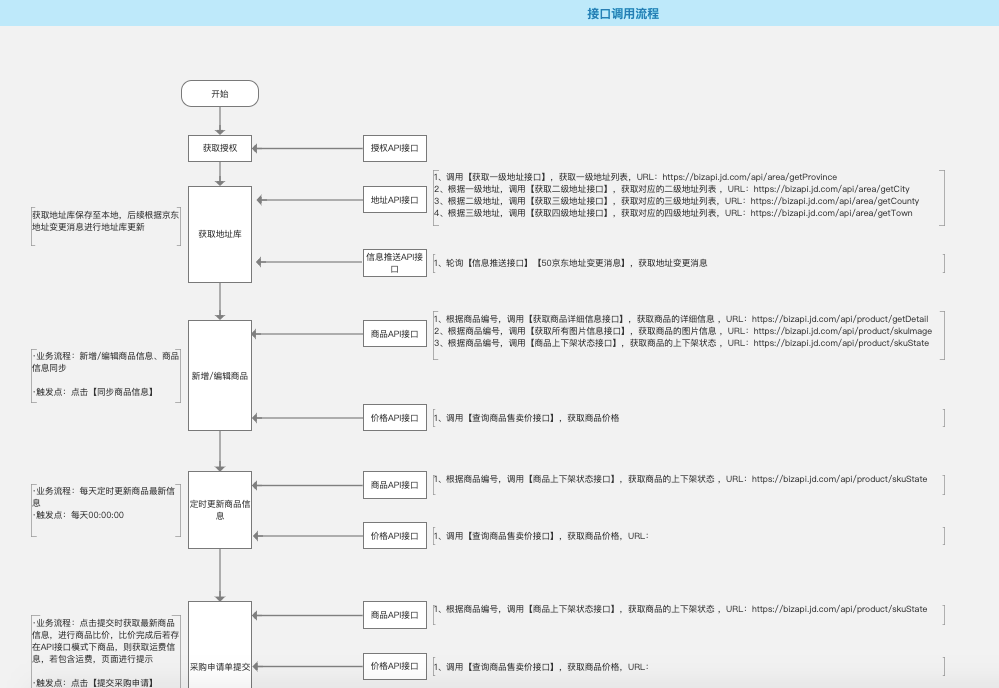 接口调用流程
开始
获取授权
授权API接口
地址API接口
1、调用【获取一级地址接口】，获取一级地址列表，URL：https://bizapi.jd.com/api/area/getProvince
2、根据一级地址，调用【获取二级地址接口】，获取对应的二级地址列表 ，URL：https://bizapi.jd.com/api/area/getCity
3、根据二级地址，调用【获取三级地址接口】，获取对应的三级地址列表 ，URL：https://bizapi.jd.com/api/area/getCounty
4、根据三级地址，调用【获取四级地址接口】，获取对应的四级地址列表 ，URL：https://bizapi.jd.com/api/area/getTown
获取地址库保存至本地，后续根据京东
地址变更消息进行地址库更新
获取地址库
信息推送API接
口
1、轮询【信息推送接口】【50京东地址变更消息】，获取地址变更消息
商品API接口
1、根据商品编号，调用【获取商品详细信息接口】，获取商品的详细信息 ，URL：https://bizapi.jd.com/api/product/getDetail
2、根据商品编号，调用【获取所有图片信息接口】，获取商品的图片信息 ，URL：https://bizapi.jd.com/api/product/skuImage
3、根据商品编号，调用【商品上下架状态接口】，获取商品的上下架状态 ，URL：https://bizapi.jd.com/api/product/skuState
·业务流程：新增/编辑商品信息、商品
信息同步
·触发点：点击【同步商品信息】
新增/编辑商品
价格API接口
1、调用【查询商品售卖价接口】，获取商品价格
商品API接口
1、根据商品编号，调用【商品上下架状态接口】，获取商品的上下架状态 ，URL：https://bizapi.jd.com/api/product/skuState
·业务流程：每天定时更新商品最新信
息
·触发点：每天00:00:00
定时更新商品信
息
价格API接口
1、调用【查询商品售卖价接口】，获取商品价格，URL：
商品API接口
1、根据商品编号，调用【商品上下架状态接口】，获取商品的上下架状态 ，URL：https://bizapi.jd.com/api/product/skuState
·业务流程：点击提交时获取最新商品
信息，进行商品比价，比价完成后若存
在API接口模式下商品，则获取运费信
息，若包含运费，页面进行提示
·触发点：点击【提交采购申请】
采购申请单提交
价格API接口
1、调用【查询商品售卖价接口】，获取商品价格，URL：